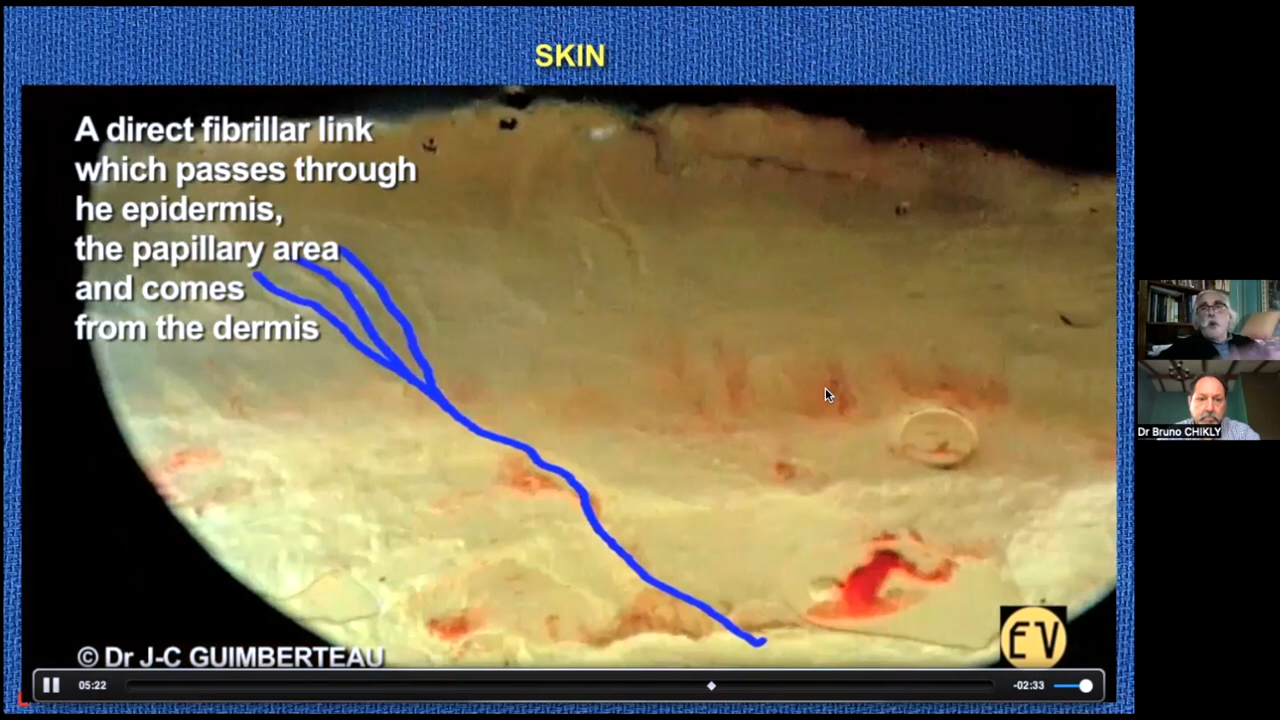 SKIN
A direct fibrillar link
which passes through
he epidermis,
the papillary area
and comes
from the dermis
© Dr J-C GUIMBERTEAU
EV
05:22
-02:33
Dr Bruno CHIKLY